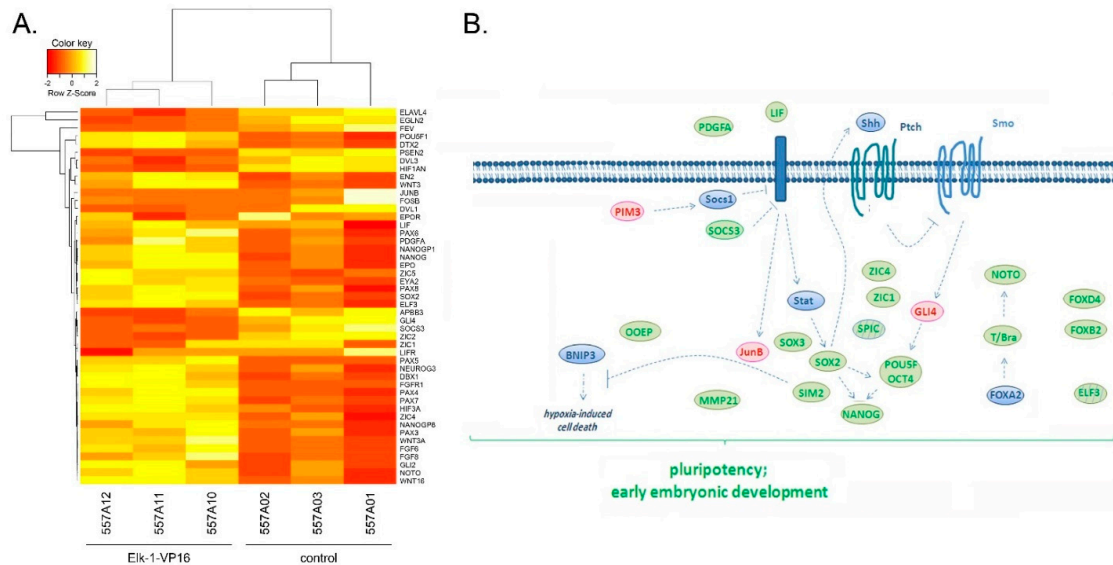 A.
Color key
-2 0 2
Row Z-Score
ELAVL4
EGLN2
FEV
POU5F1
DTX2
PSEN2
DVL3
HIF1AN
EN2
WNT3
JUNB
FOSB
DVL1
EPOR
LIF
PAX6
PDGFA
NANOGP1
NANOG
EPO
ZIC5
EYA2
PAX8
SOX2
ELF3
APBB3
GLI4
SOCS3
ZIC2
ZIC1
LIFR
PAX5
NEUROG3
DBX1
FGFR1
PAX4
PAX7
HIF3A
ZIC4
NANOGP8
PAX3
WNT3A
FGF6
FGF8
GLI2
NOTO
WNT16
557A12
557A11
557A10
557A02
557A03
557A01
Elk-1-VP16
control
B.
LIF
PDGFA
Shh
Ptch
Smo
PIM3
Socs1
SOCS3
ZIC4
NOTO
ZIC1
FOXD4
Stat
GLI4
SPIC
OOEP
FOXB2
T/Bra
SOX3
JunB
BNIP3
SOX2
POU5F
OCT4
SIM2
FOXA2
ELF3
MMP21
NANOG
hypoxia-induced
cell death
pluripotency;
early embryonic development